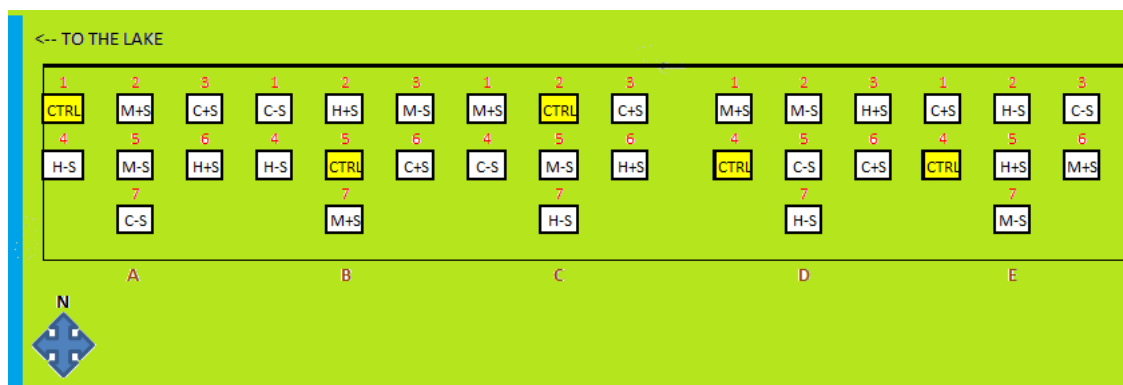 <-- TO THE LAKE
1 2 3 1 2 3 1 2 3 1 2 3 1 2 3
CTRL M+S C+S C-S H+S M-S M+S CTRL C+S M+S M-S H+S C+S H-S C-S
4 5 6 4 5 6 4 5 6 4 5 6 4 5 6
H-S M-S H+S H-S CTRL C+S C-S M-S H+S CTRL C-S C+S CTRL H+S M+S
7 7 7 7 7
C-S M+S H-S H-S M-S
A B C D E
N